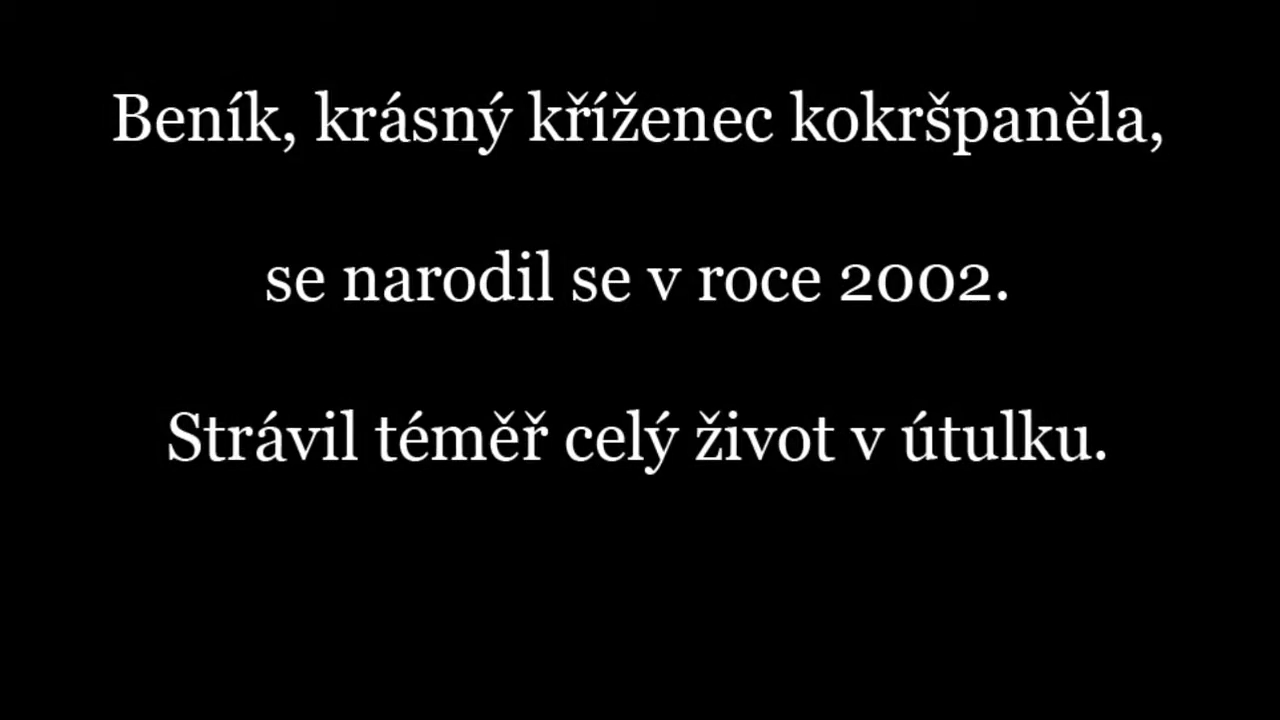 Beník, krásný kříženec kokršpaněla,
se narodil se v roce 2002.
Strávil téměř celý život v útulku.